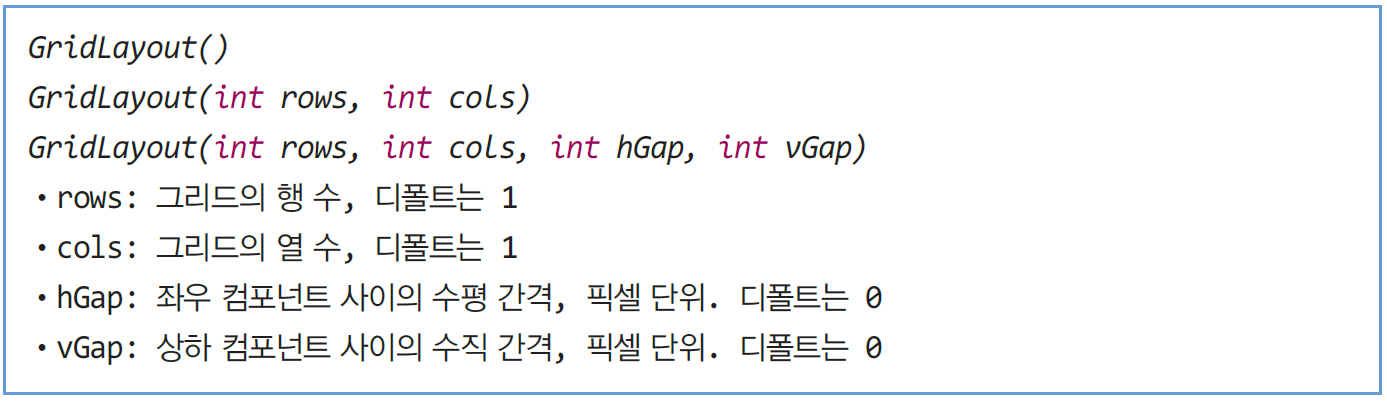 GridLayout()
GridLayout(int rows, int cols)
GridLayout(int rows, int cols, int hGap, int vGap)
• rows: 그리드의 행 수, 디폴트는 1
• cols: 그리드의 열 수, 디폴트는 1
• hGap: 좌우 컴포넌트 사이의 수평 간격, 픽셀 단위. 디폴트는 0
• vGap: 상하 컴포넌트 사이의 수직 간격, 픽셀 단위. 디폴트는 0